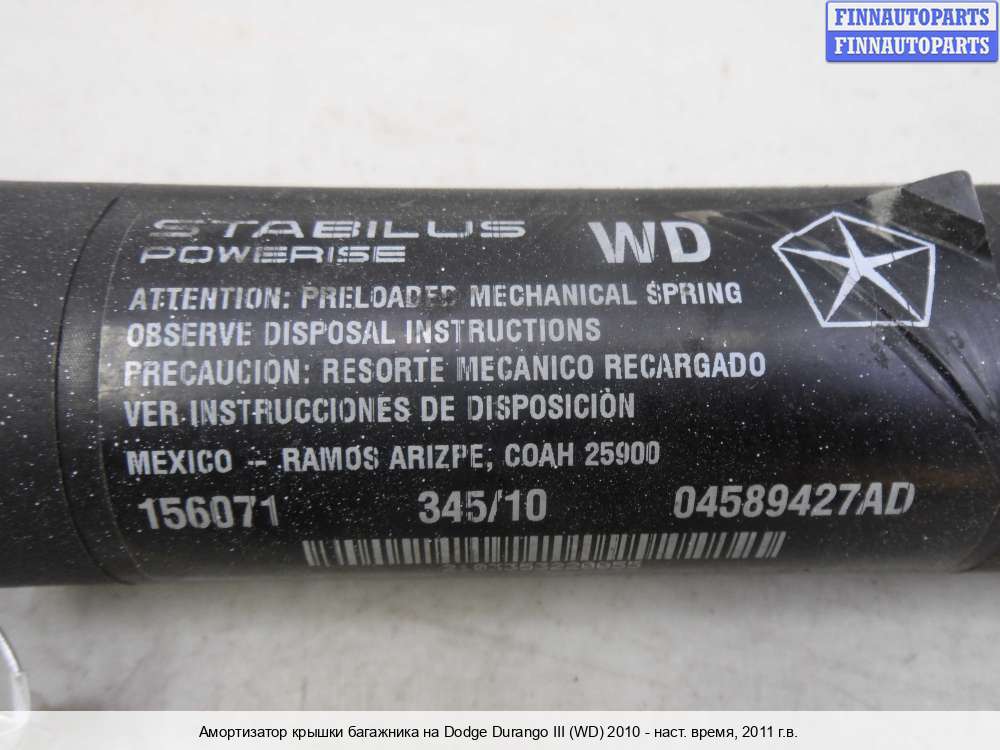 FINNAUTOPARTS
FINNAUTOPARTS
STABILUS WD
POWERISE
ATTENTION: PRELOADED MECHANICAL SPRING
OBSERVE DISPOSAL INSTRUCTIONS
PRECAUCIÓN: RESORTE MECANICO RECARGADO
VER INSTRUCCIONES DE DISPOSICIÓN
MEXICO -- RAMOS ARIZPE, COAH 25900
156071 345/10 04589427AD
Амортизатор крышки багажника на Dodge Durango III (WD) 2010 - наст. время, 2011 г.в.